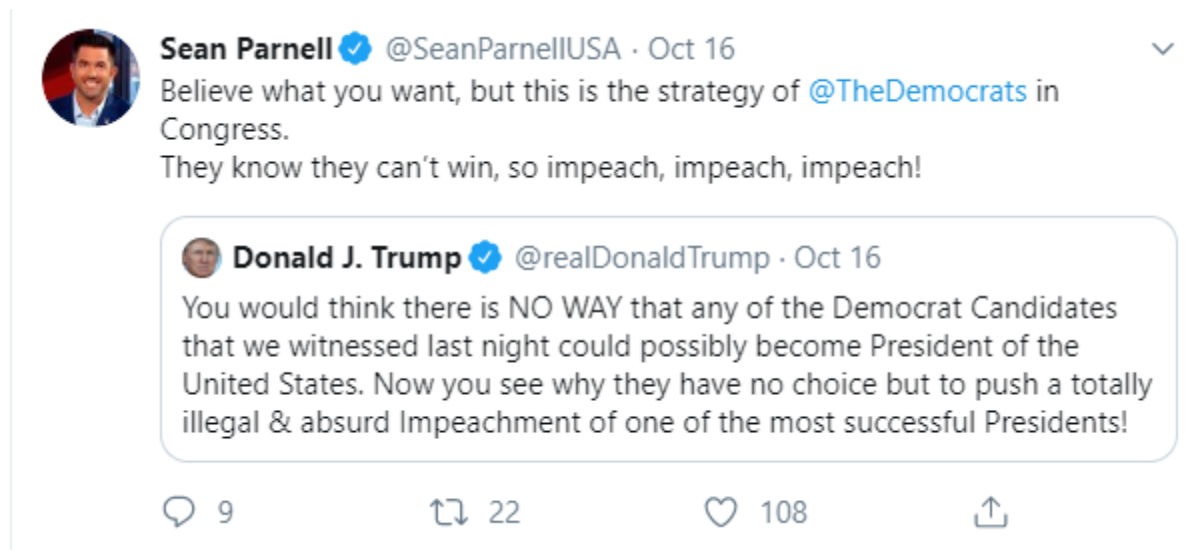 Sean Parnell @SeanParnellUSA · Oct 16
Believe what you want, but this is the strategy of @TheDemocrats in
Congress.
They know they can’t win, so impeach, impeach, impeach!
Donald J. Trump @realDonaldTrump · Oct 16
You would think there is NO WAY that any of the Democrat Candidates
that we witnessed last night could possibly become President of the
United States. Now you see why they have no choice but to push a totally
illegal & absurd Impeachment of one of the most successful Presidents!
9 22 108